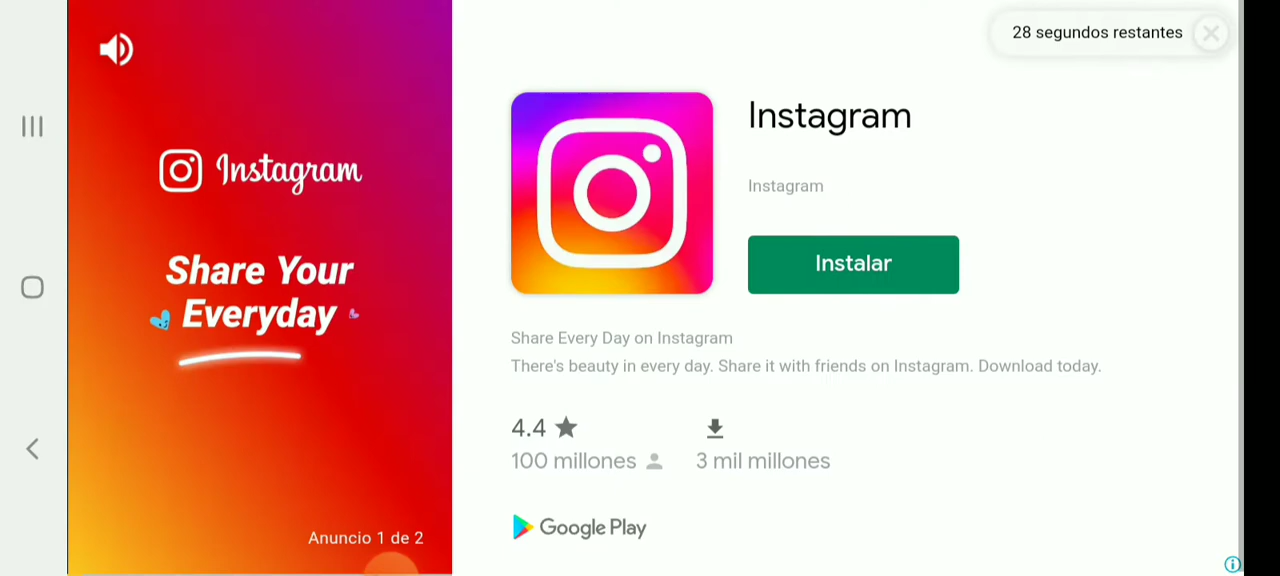 28 segundos restantes
Instagram
Share Your
Everyday
Anuncio 1 de 2
Instagram
Instagram
Instalar
Share Every Day on Instagram
There's beauty in every day. Share it with friends on Instagram. Download today.
4.4
100 millones
3 mil millones
Google Play